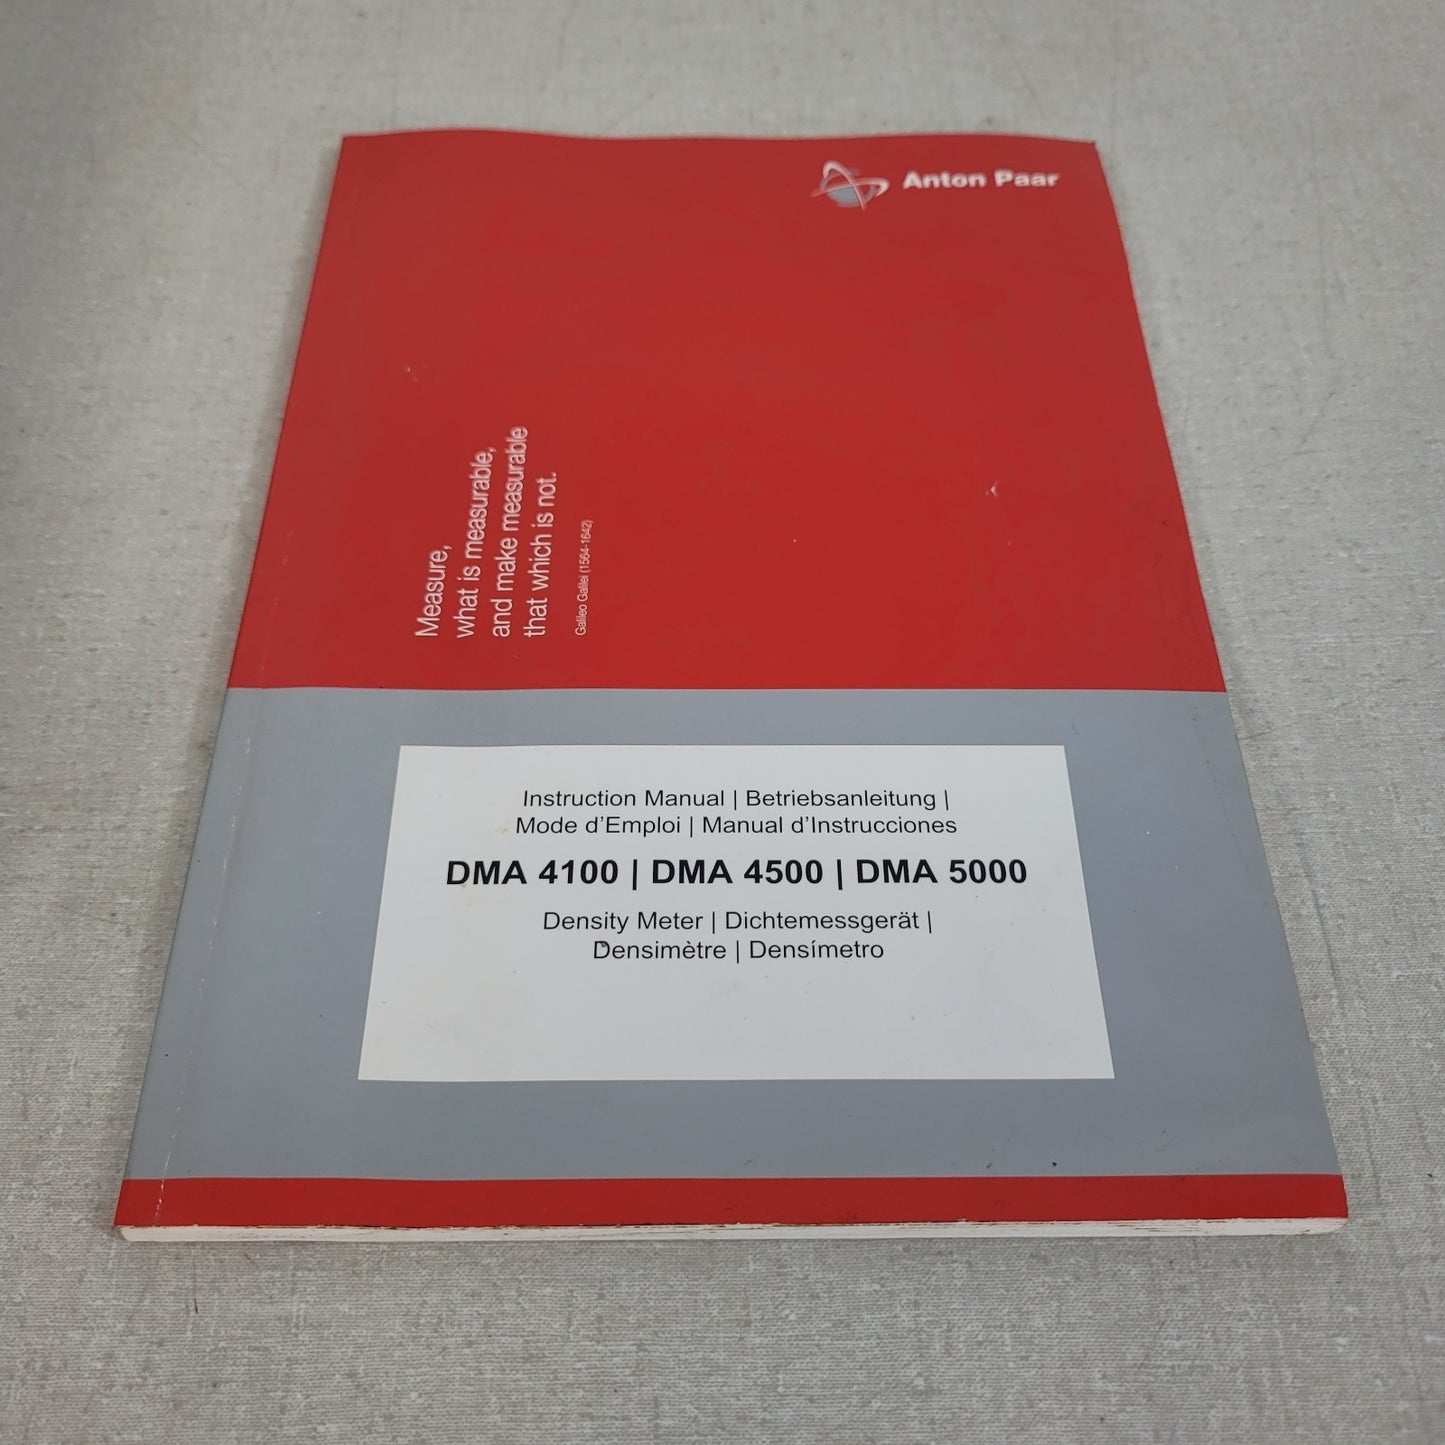 Anton Paar
Measure,
what is measurable,
and make measurable
that which is not.
Galileo Galilei (1564-1642)
Instruction Manual | Betriebsanleitung |
Mode d’Emploi | Manual d’Instrucciones
DMA 4100 | DMA 4500 | DMA 5000
Density Meter | Dichtemessgerät |
Densimètre | Densímetro